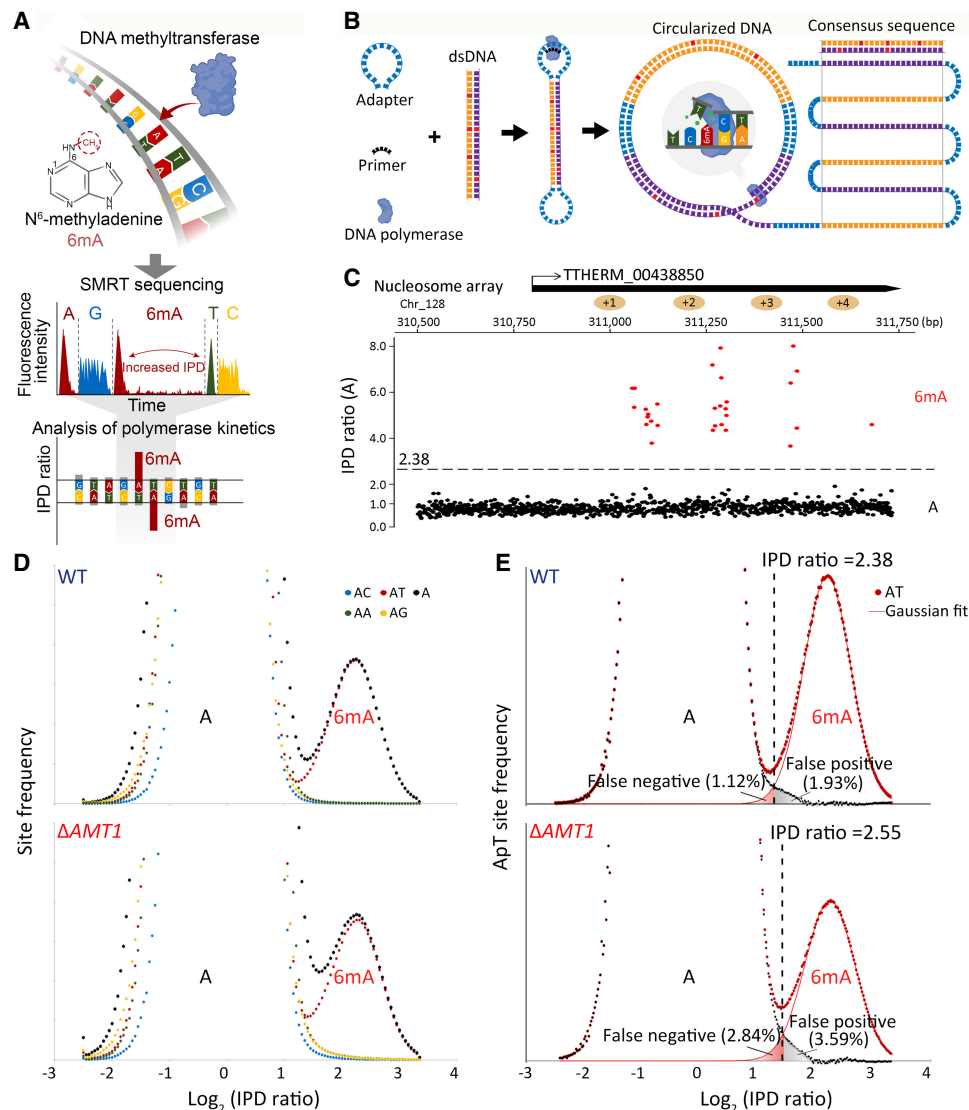 A
DNA methyltransferase
N⁶-methyladenine
6mA
SMRT sequencing
A G 6mA T C
Fluorescence intensity
Increased IPD
Time
Analysis of polymerase kinetics
IPD ratio
6mA
G T A G A T C T G T
C A T C T A G A C A
6mA
B
Adapter
Primer
DNA polymerase
+
dsDNA
Circularized DNA
T
C T
T C 6mA G A
Consensus sequence
C
Nucleosome array
TTHERM_00438850
+1 +2 +3 +4
Chr_128
310,500 310,750 311,000 311,250 311,500 311,750 (bp)
IPD ratio (A)
8.0
6.0
4.0
2.38
2.0
1.0
0.0
6mA
A
D
WT
AC AT A
AA AG
A
6mA
ΔAMT1
A
6mA
Site frequency
-3 -2 -1 0 1 2 3 4
Log₂ (IPD ratio)
E
WT
IPD ratio =2.38
AT
Gaussian fit
A
6mA
False negative (1.12%)
False positive
(1.93%)
ΔAMT1
IPD ratio =2.55
A
6mA
False negative (2.84%)
False positive
(3.59%)
ApT site frequency
-3 -2 -1 0 1 2 3 4
Log₂ (IPD ratio)